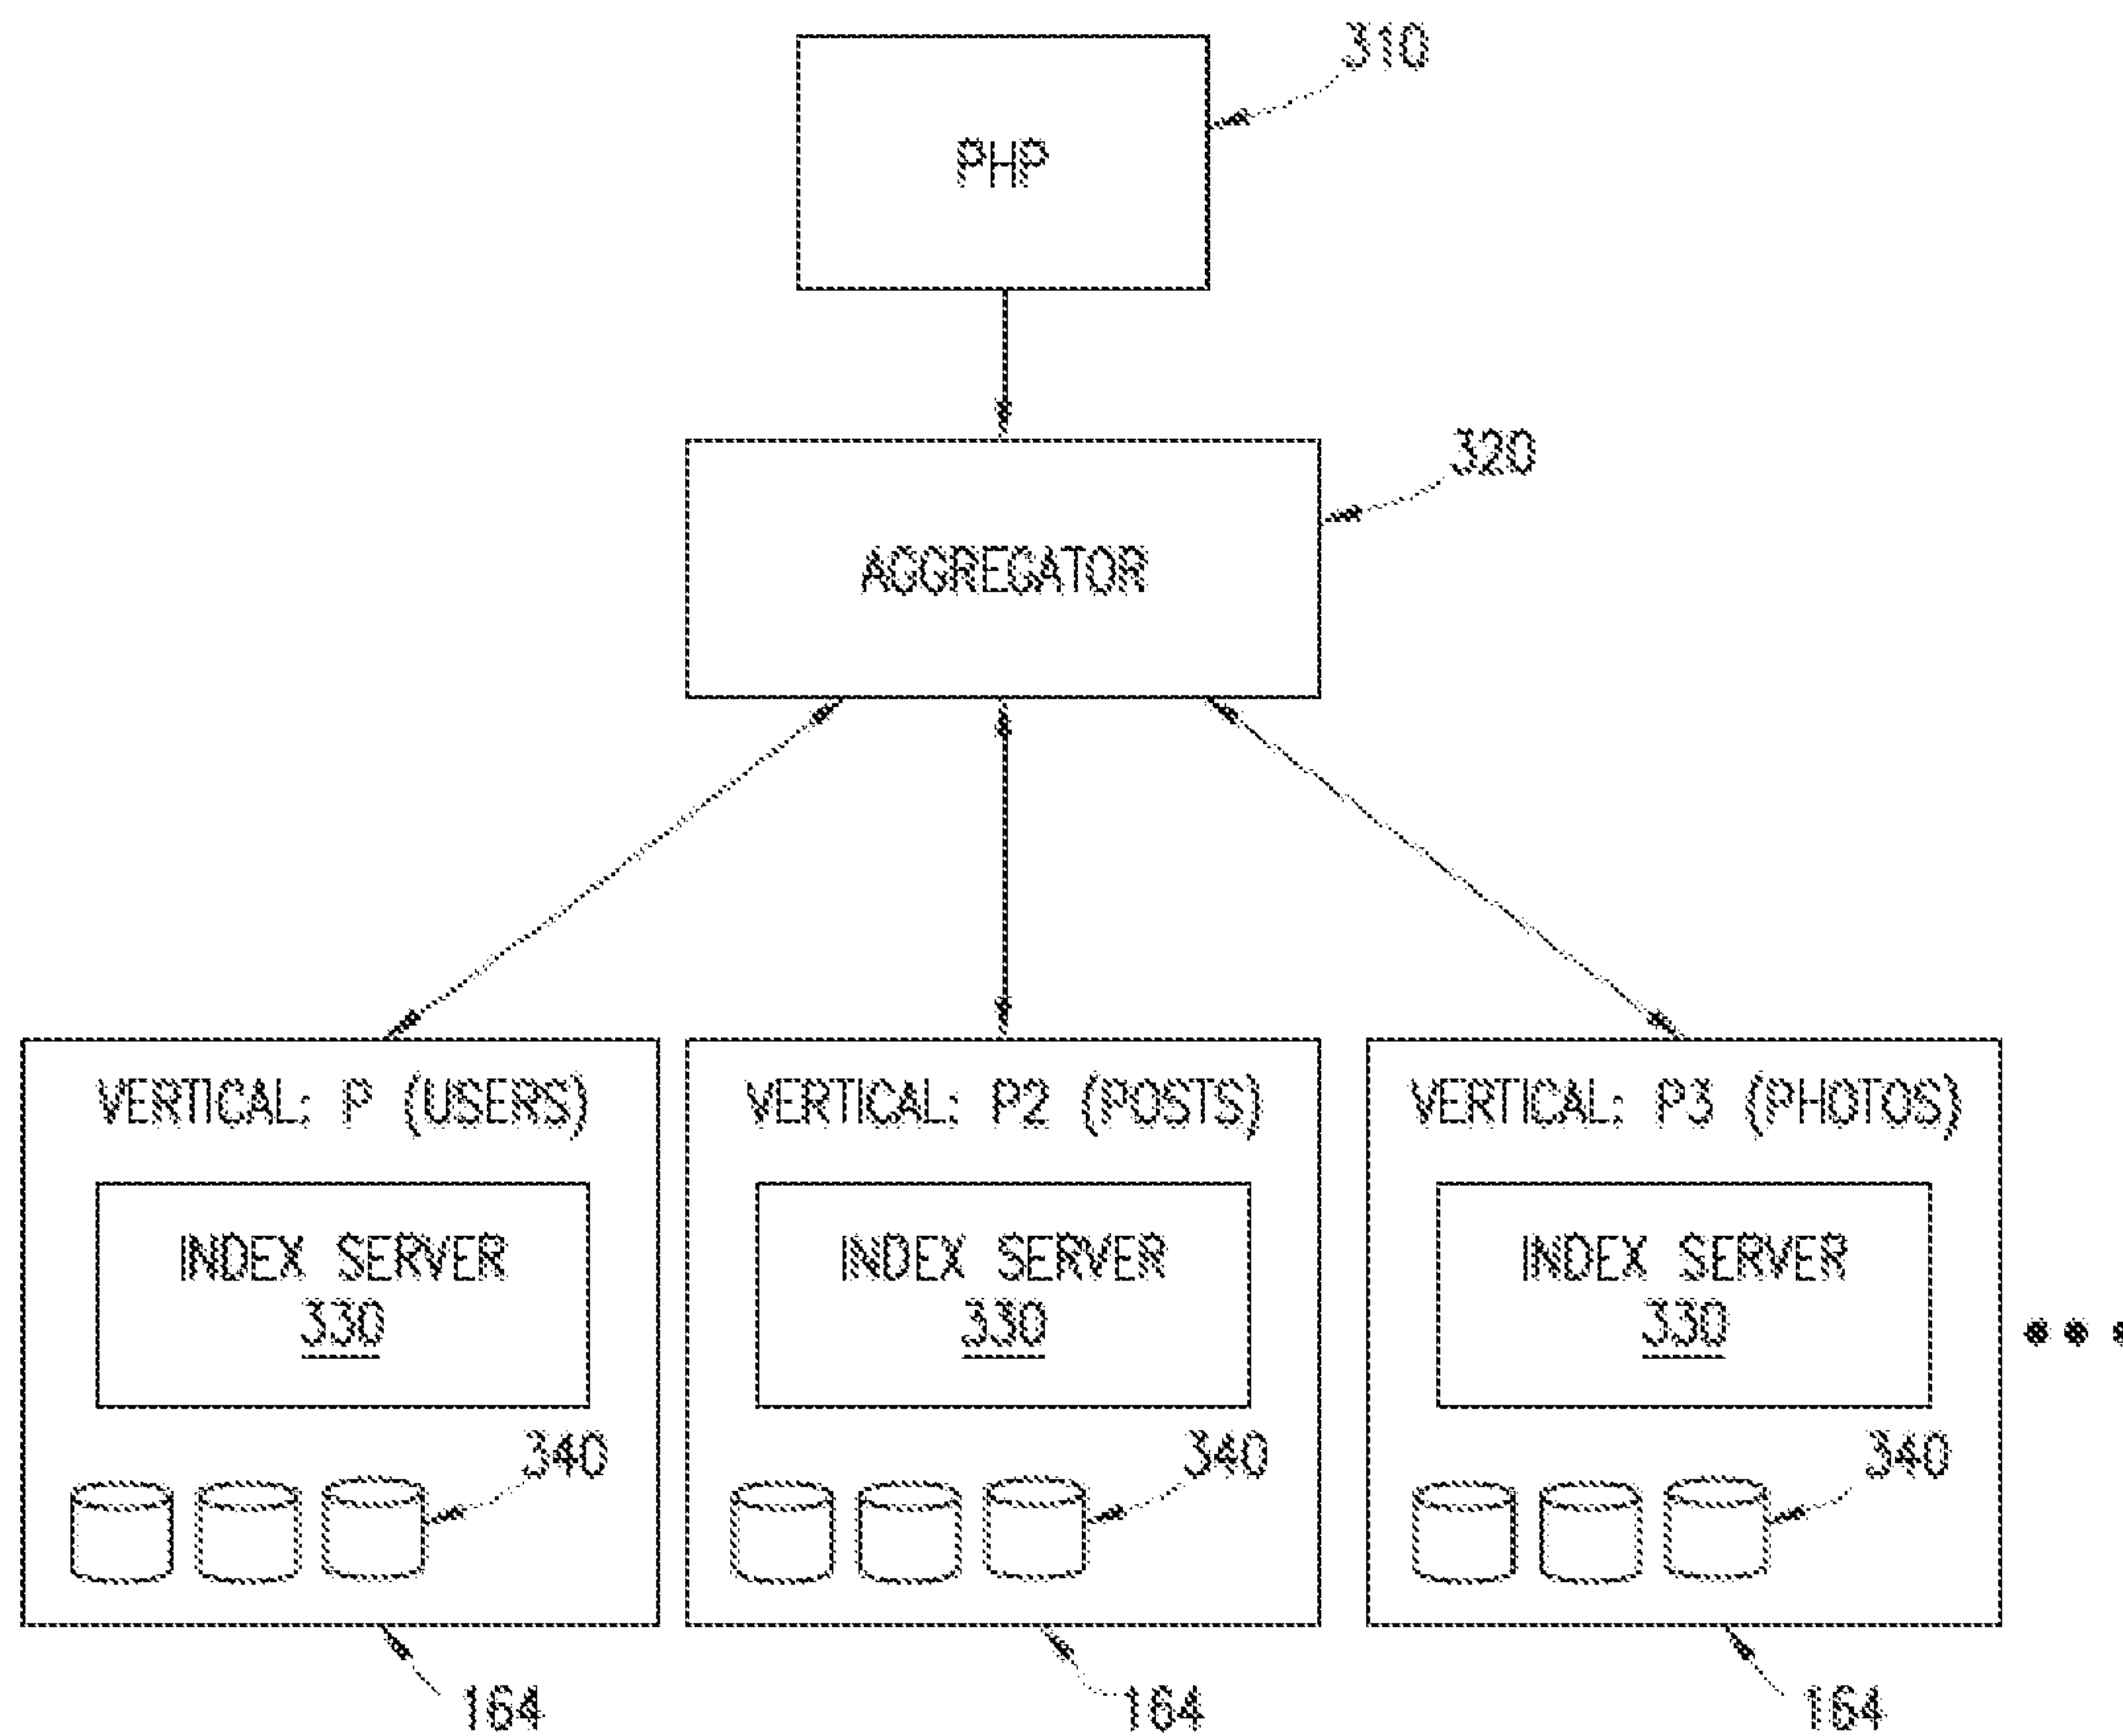 310
PHP
320
AGGREGATOR
VERTICAL: P (USERS)
INDEX SERVER
330
340
164
VERTICAL: P2 (POSTS)
INDEX SERVER
330
340
164
VERTICAL: P3 (PHOTOS)
INDEX SERVER
330
340
164